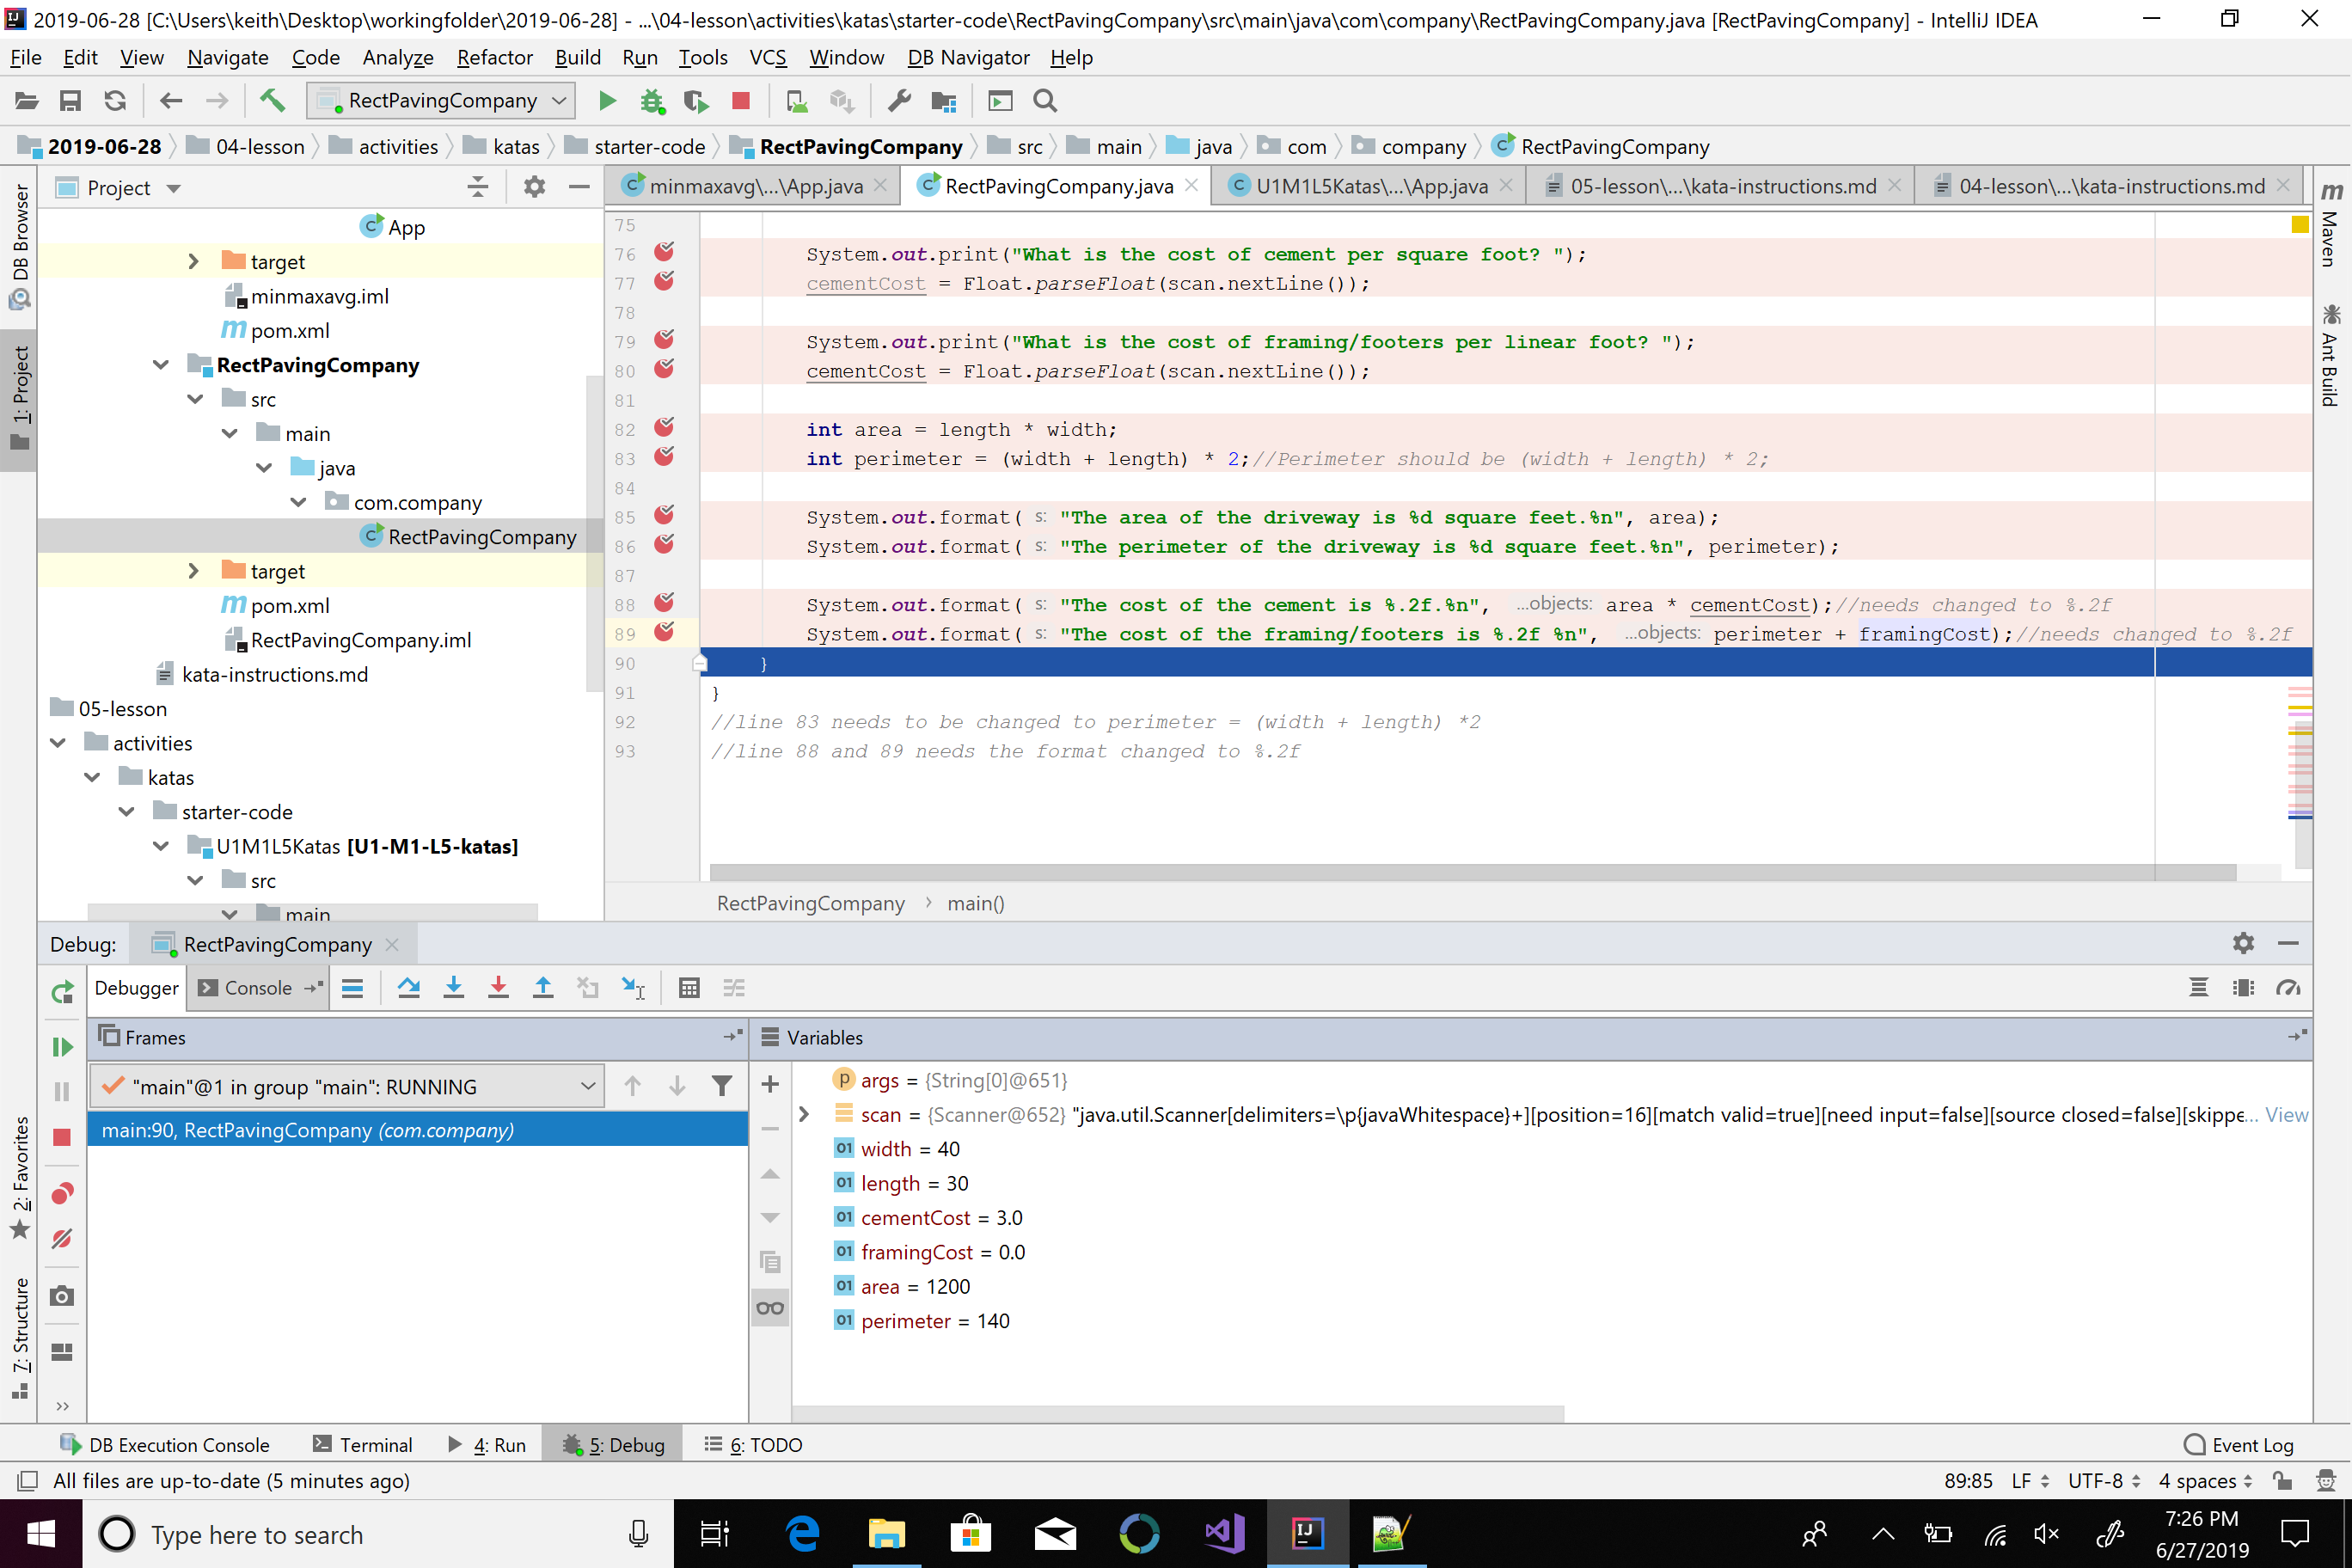 2019-06-28 [C:\Users\keith\Desktop\workingfolder\2019-06-28] - ...\04-lesson\activities\katas\starter-code\RectPavingCompany\src\main\java\com\company\RectPavingCompany.java [RectPavingCompany] - IntelliJ IDEA
File Edit View Navigate Code Analyze Refactor Build Run Tools VCS Window DB Navigator Help
RectPavingCompany
2019-06-28 04-lesson activities katas starter-code RectPavingCompany src main java com company RectPavingCompany
Project
minmaxavg\...\App.java RectPavingCompany.java U1M1L5Katas\...\App.java 05-lesson\...\kata-instructions.md 04-lesson\...\kata-instructions.md
DB Browser
1: Project
2: Favorites
7: Structure
Maven
Ant Build
App
target
minmaxavg.iml
pom.xml
RectPavingCompany
src
main
java
com.company
RectPavingCompany
target
pom.xml
RectPavingCompany.iml
kata-instructions.md
05-lesson
activities
katas
starter-code
U1M1L5Katas [U1-M1-L5-katas]
src
main
75
76 System.out.print("What is the cost of cement per square foot? ");
77 cementCost = Float.parseFloat(scan.nextLine());
78
79 System.out.print("What is the cost of framing/footers per linear foot? ");
80 cementCost = Float.parseFloat(scan.nextLine());
81
82 int area = length * width;
83 int perimeter = (width + length) * 2;//Perimeter should be (width + length) * 2;
84
85 System.out.format( s: "The area of the driveway is %d square feet.%n", area);
86 System.out.format( s: "The perimeter of the driveway is %d square feet.%n", perimeter);
87
88 System.out.format( s: "The cost of the cement is %.2f.%n", ...objects: area * cementCost);//needs changed to %.2f
89 System.out.format( s: "The cost of the framing/footers is %.2f %n", ...objects: perimeter + framingCost);//needs changed to %.2f
90 }
91 }
92 //line 83 needs to be changed to perimeter = (width + length) *2
93 //line 88 and 89 needs the format changed to %.2f
RectPavingCompany › main()
Debug: RectPavingCompany
Debugger Console
Frames
Variables
"main"@1 in group "main": RUNNING
main:90, RectPavingCompany (com.company)
args = {String[0]@651}
scan = {Scanner@652} "java.util.Scanner[delimiters=\p{javaWhitespace}+][position=16][match valid=true][need input=false][source closed=false][skippe... View
width = 40
length = 30
cementCost = 3.0
framingCost = 0.0
area = 1200
perimeter = 140
DB Execution Console Terminal 4: Run 5: Debug 6: TODO Event Log
All files are up-to-date (5 minutes ago) 89:85 LF UTF-8 4 spaces
Type here to search
7:26 PM
6/27/2019